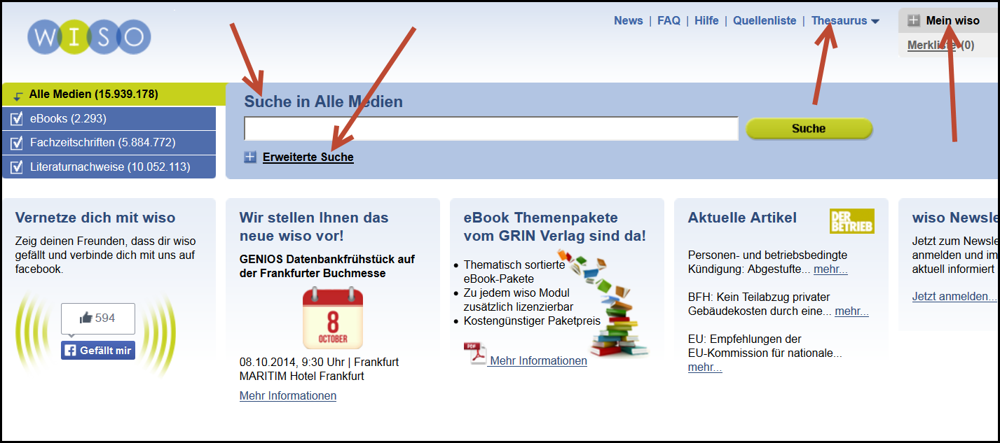 WISO
News | FAQ | Hilfe | Quellenliste | Thesaurus
Mein wiso
Merkliste (0)
Alle Medien (15.939.178)
eBooks (2.293)
Fachzeitschriften (5.884.772)
Literaturnachweise (10.052.113)
Suche in Alle Medien
Suche
Erweiterte Suche
Vernetze dich mit wiso
Zeig deinen Freunden, dass dir wiso
gefällt und verbinde dich mit uns auf
facebook.
594
Gefällt mir
Wir stellen Ihnen das
neue wiso vor!
GENIOS Datenbankfrühstück auf
der Frankfurter Buchmesse
8
OCTOBER
08.10.2014, 9:30 Uhr | Frankfurt
MARITIM Hotel Frankfurt
Mehr Informationen
eBook Themenpakete
vom GRIN Verlag sind da!
• Thematisch sortierte
eBook-Pakete
• Zu jedem wiso Modul
zusätzlich lizenzierbar
• Kostengünstiger Paketpreis
PDF
Mehr Informationen
Aktuelle Artikel
DER
BETRIEB
Personen- und betriebsbedingte
Kündigung: Abgestufte... mehr...
BFH: Kein Teilabzug privater
Gebäudekosten durch eine... mehr...
EU: Empfehlungen der
EU-Kommission für nationale...
mehr...
wiso Newsle
Jetzt zum Newsle
anmelden und im
aktuell informiert
Jetzt anmelden...